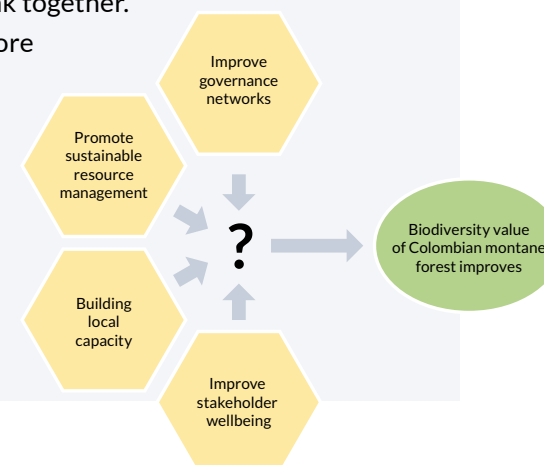 k together.
ore
Improve
governance
networks
Promote
sustainable
resource
management
?
Biodiversity value
of Colombian montane
forest improves
Building
local
capacity
Improve
stakeholder
wellbeing